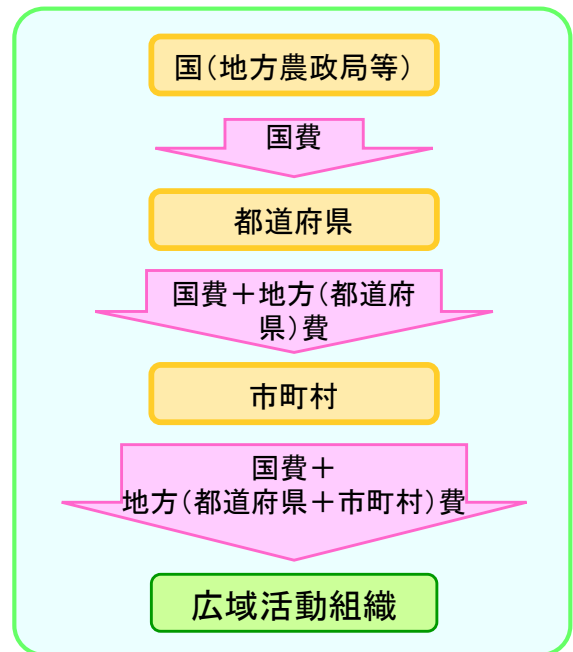 国（地方農政局等）
国費
都道府県
国費＋地方（都道府
県）費
市町村
国費＋
地方（都道府県＋市町村）費
広域活動組織